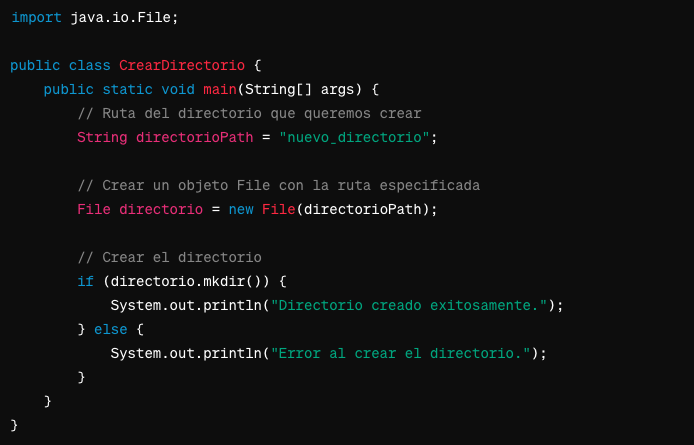 import java.io.File;
public class CrearDirectorio {
    public static void main(String[] args) {
        // Ruta del directorio que queremos crear
        String directorioPath = "nuevo_directorio";
        // Crear un objeto File con la ruta especificada
        File directorio = new File(directorioPath);
        // Crear el directorio
        if (directorio.mkdir()) {
            System.out.println("Directorio creado exitosamente.");
        } else {
            System.out.println("Error al crear el directorio.");
        }
    }
}